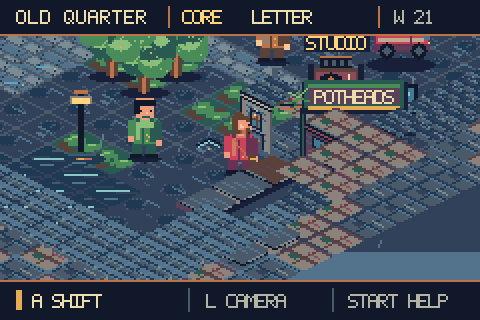 OLD QUARTER CORE LETTER W 21
STUDIO
POTHEADS
A SHIFT L CAMERA START HELP